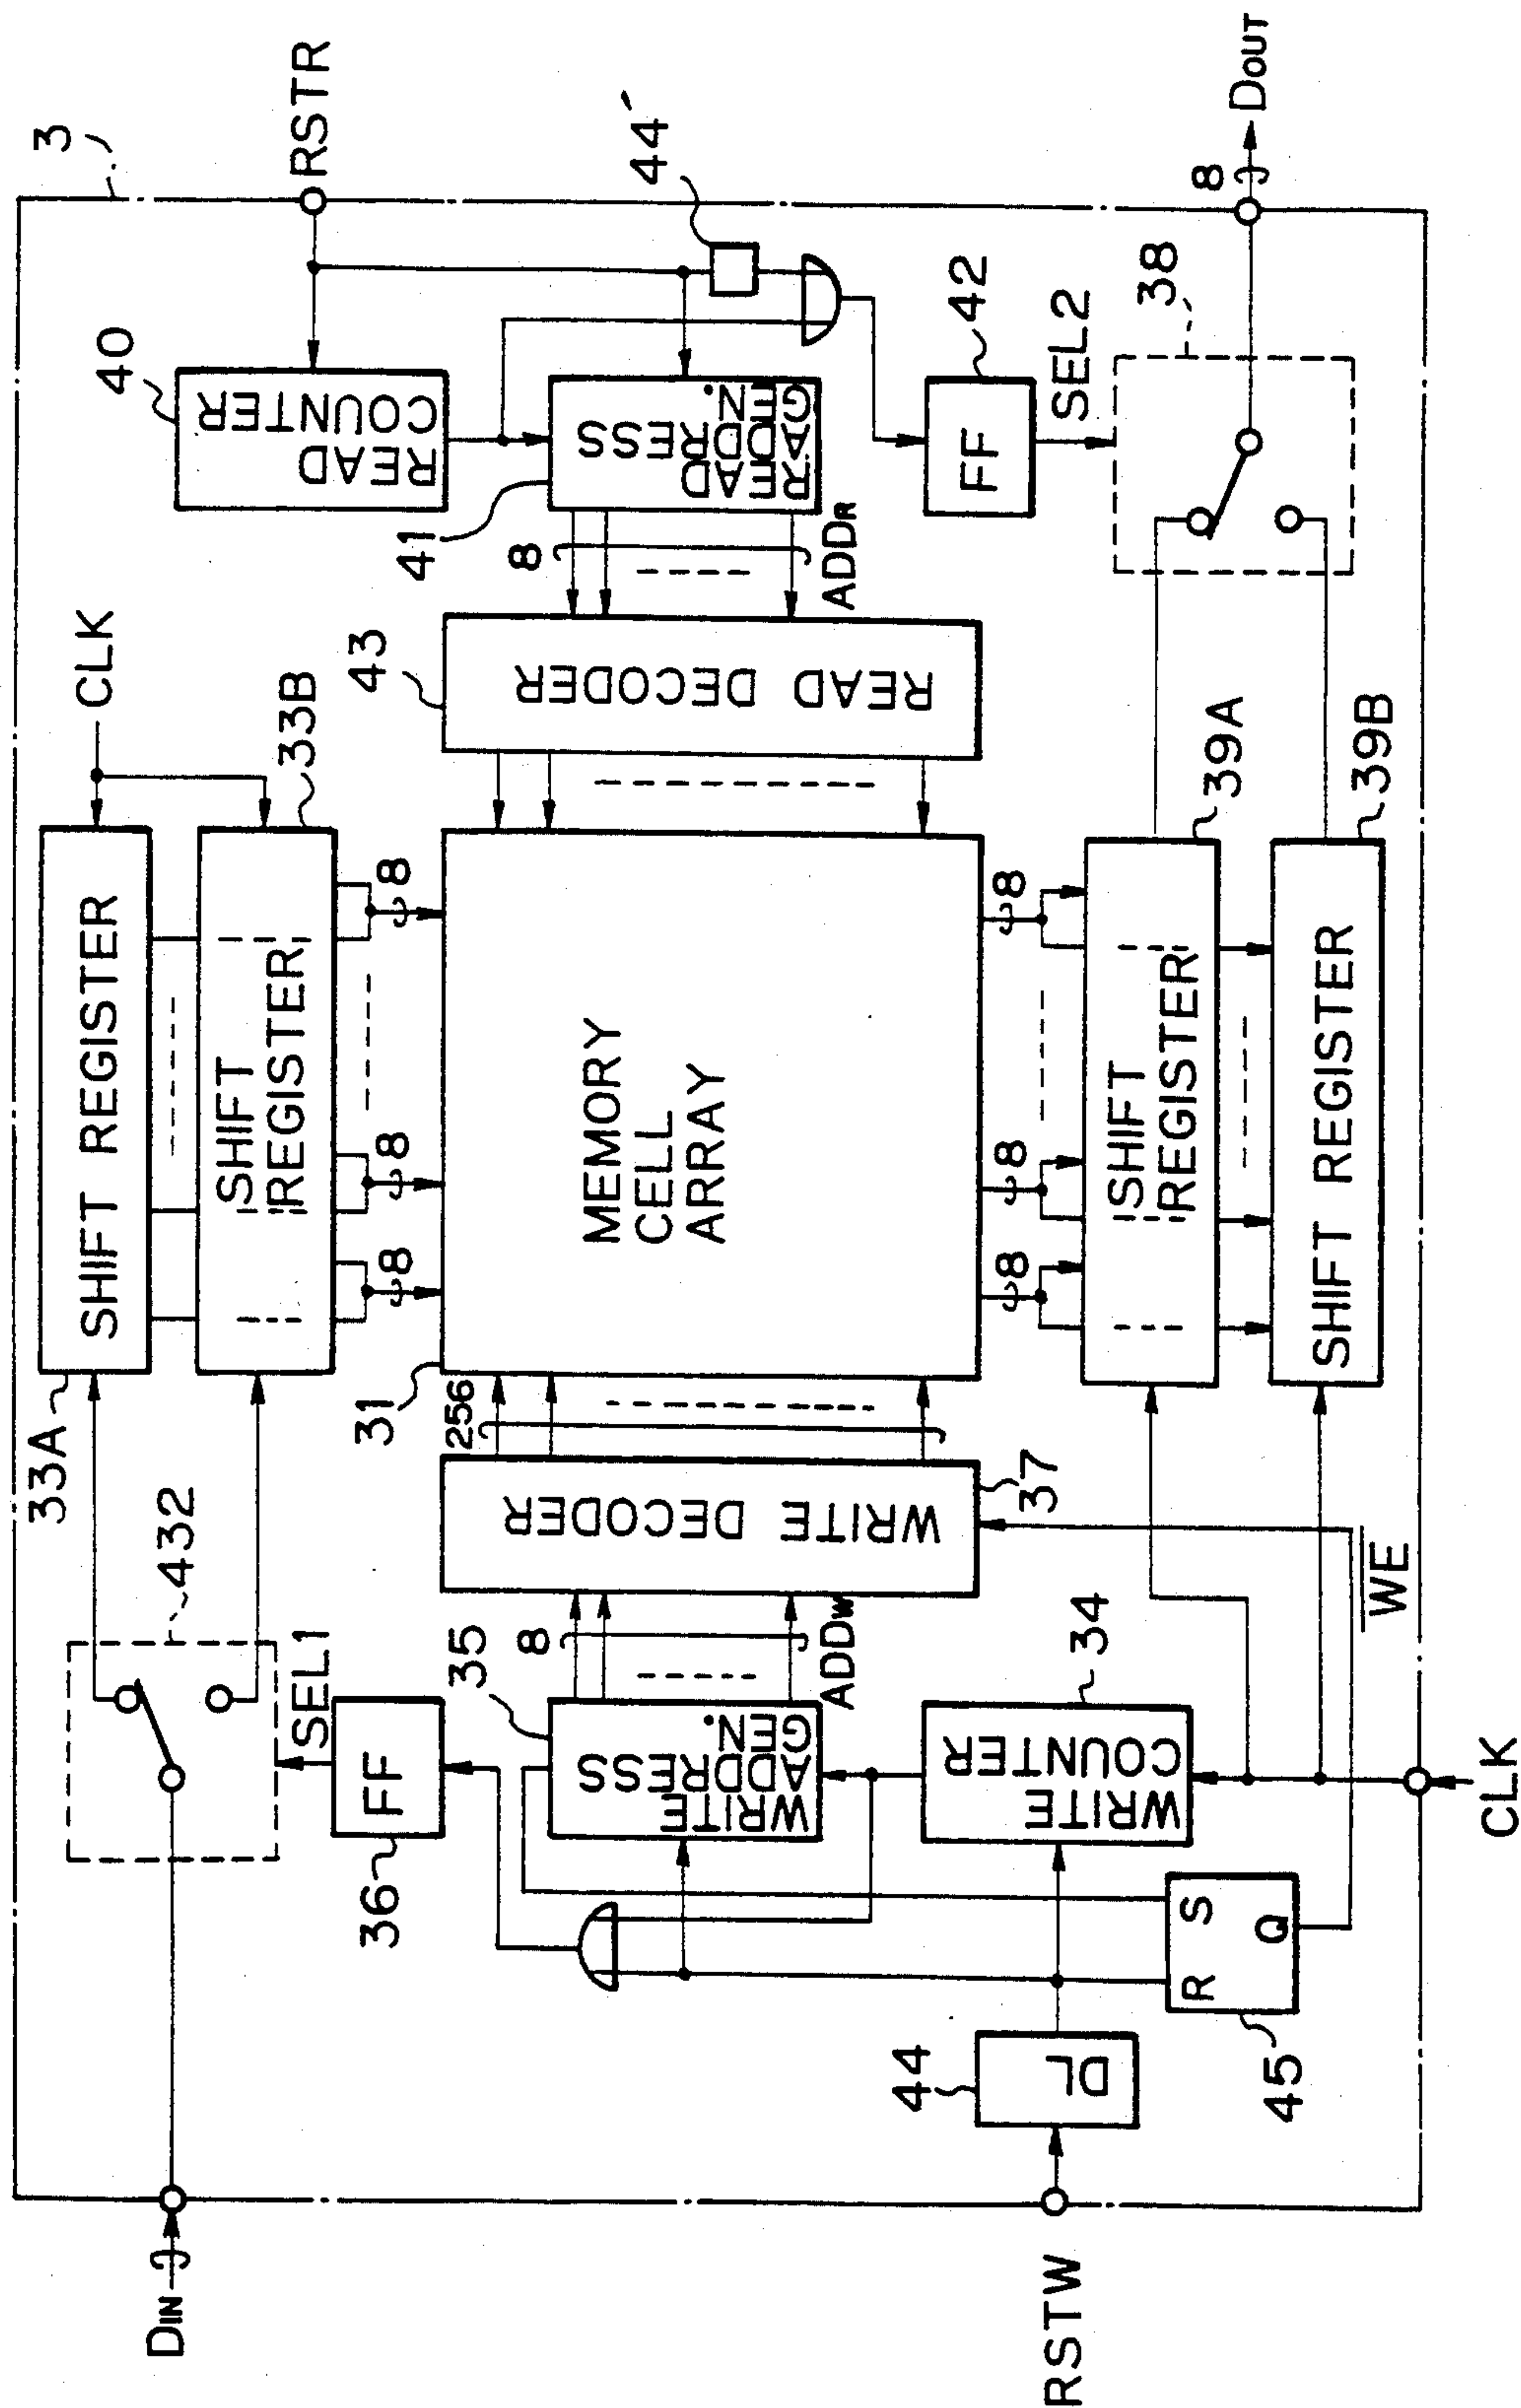 3
DIN
432
33A
SHIFT REGISTER
CLK
SHIFT
REGISTER
33B
SEL1
FF
36
8
8
8
40
READ
COUNTER
RSTR
31
256
MEMORY
CELL
ARRAY
35
WRITE
ADDRESS
GEN.
8
ADDW
WRITE DECODER
37
43
READ DECODER
41
8
ADDR
READ
ADDRESS
GEN.
44'
34
WRITE
COUNTER
42
FF
SEL2
RSTW
44
DL
45
R
S
Q
WE
8
8
8
SHIFT
REGISTER
39A
SHIFT REGISTER
39B
38
8
DOUT
CLK